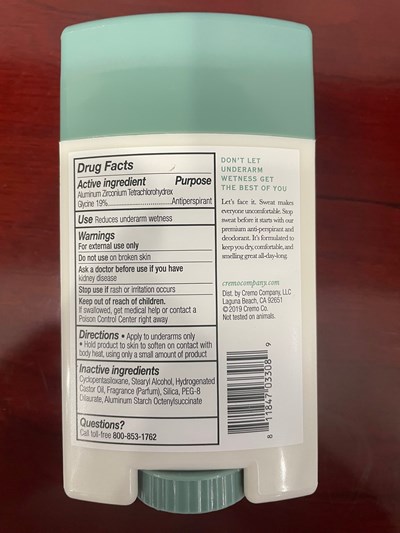 Drug Facts
Active ingredient Purpose
Aluminum Zirconium Tetrachlorohydrex
Glycine 19%..........................Antiperspirant
Use Reduces underarm wetness
Warnings
For external use only
Do not use on broken skin
Ask a doctor before use if you have
kidney disease
Stop use if rash or irritation occurs
Keep out of reach of children.
If swallowed, get medical help or contact a
Poison Control Center right away
Directions • Apply to underarms only
• Hold product to skin to soften on contact with
body heat, using only a small amount of product
Inactive ingredients
Cyclopentasiloxane, Stearyl Alcohol, Hydrogenated
Castor Oil, Fragrance (Parfum), Silica, PEG-8
Dilaurate, Aluminum Starch Octenylsuccinate
Questions?
Call toll-free 800-853-1762
DON'T LET
UNDERARM
WETNESS GET
THE BEST OF YOU
Let's face it. Sweat makes
everyone uncomfortable. Stop
sweat before it starts with our
premium anti-perspirant and
deodorant. It's formulated to
keep you dry, comfortable, and
smelling great all-day-long.
cremocompany.com
Dist. by Cremo Company, LLC
Laguna Beach, CA 92651
© 2019 Cremo Co.
Not tested on animals.
8 11847 03308 9